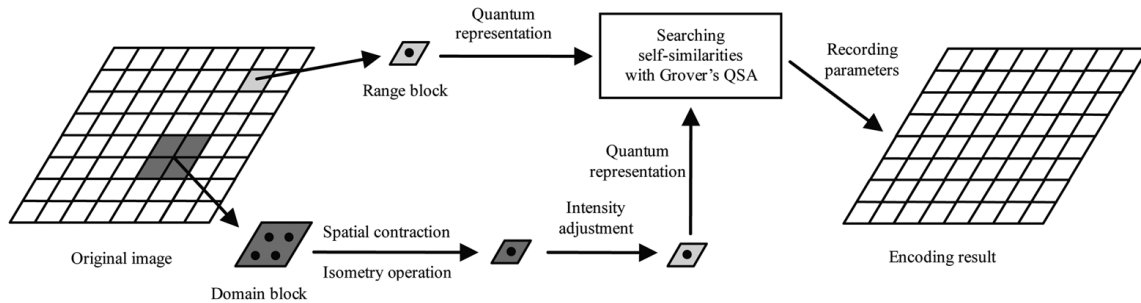 Quantum
representation
Range block
Searching
self-similarities
with Grover's QSA
Recording
parameters
Quantum
representation
Original image
Spatial contraction
Isometry operation
Intensity
adjustment
Domain block
Encoding result